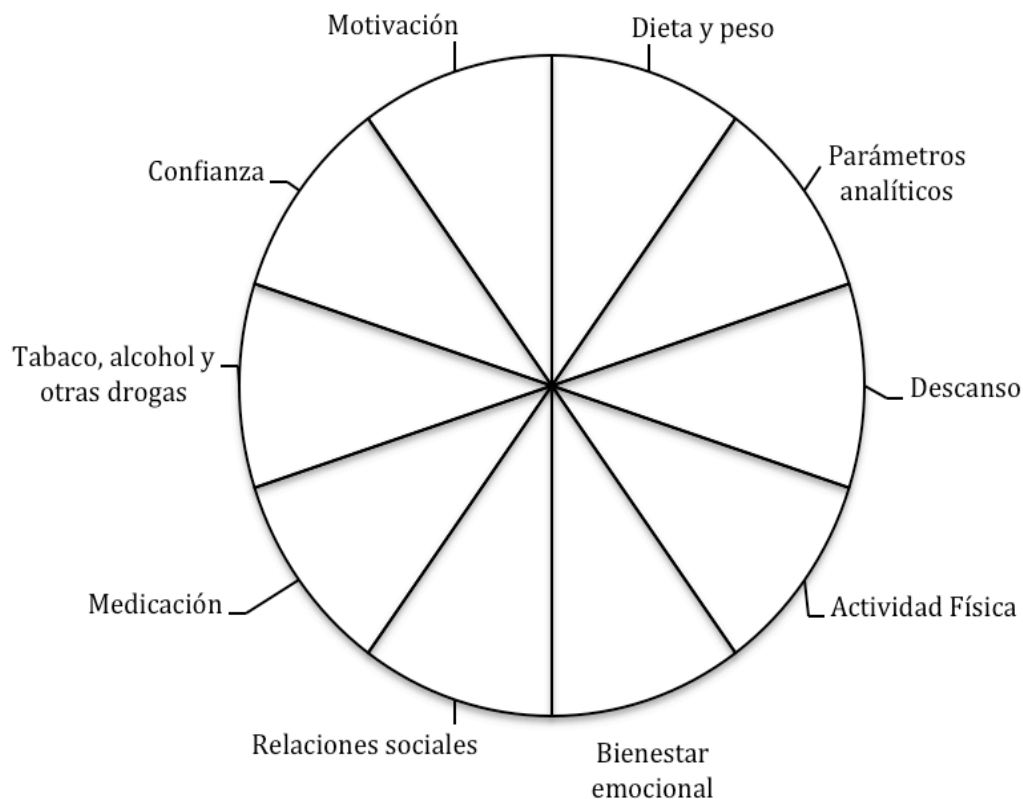 Motivación
Dieta y peso
Parámetros
analíticos
Confianza
Tabaco, alcohol y
otras drogas
Descanso
Medicación
Actividad Física
Relaciones sociales
Bienestar
emocional